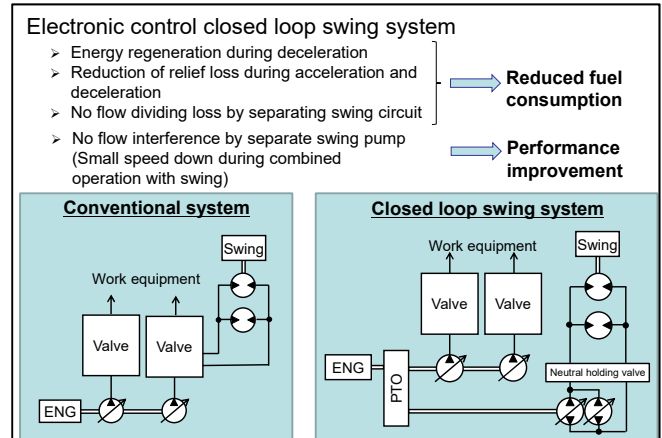 Electronic control closed loop swing system
➢ Energy regeneration during deceleration
➢ Reduction of relief loss during acceleration and
deceleration
➢ No flow dividing loss by separating swing circuit
Reduced fuel
consumption
➢ No flow interference by separate swing pump
(Small speed down during combined
operation with swing)
Performance
improvement
Conventional system
Swing
Work equipment
Valve
Valve
ENG
Closed loop swing system
Swing
Work equipment
Valve
Valve
ENG
PTO
Neutral holding valve